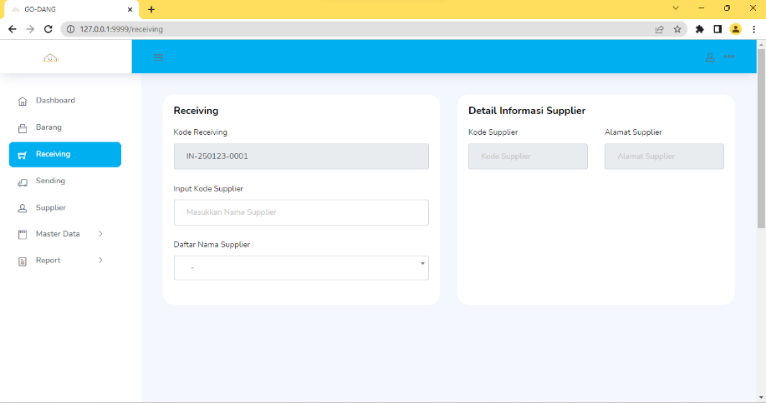 GO-DANG
127.0.0.1:9999/receiving
Dashboard
Barang
Receiving
Sending
Supplier
Master Data
Report
Receiving
Kode Receiving
IN-250123-0001
Input Kode Supplier
Masukkan Nama Supplier
Daftar Nama Supplier
-
Detail Informasi Supplier
Kode Supplier Alamat Supplier
Kode Supplier Alamat Supplier